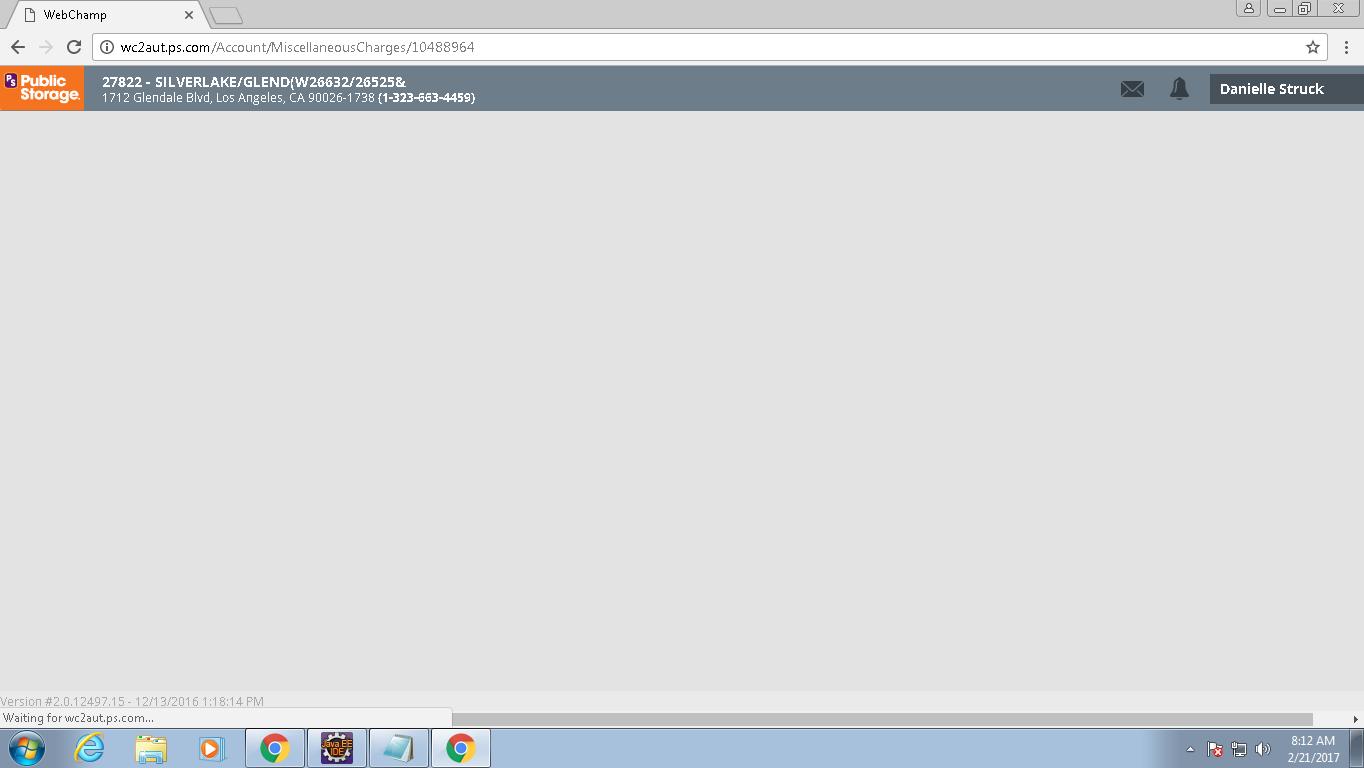 WebChamp
wc2aut.ps.com/Account/MiscellaneousCharges/10488964
PS Public Storage.
27822 - SILVERLAKE/GLEND(W26632/26525&
1712 Glendale Blvd, Los Angeles, CA 90026-1738 (1-323-663-4459)
Danielle Struck
Version #2.0.12497.15 - 12/13/2016 1:18:14 PM
Waiting for wc2aut.ps.com...
Java EE
IDE
8:12 AM
2/21/2017